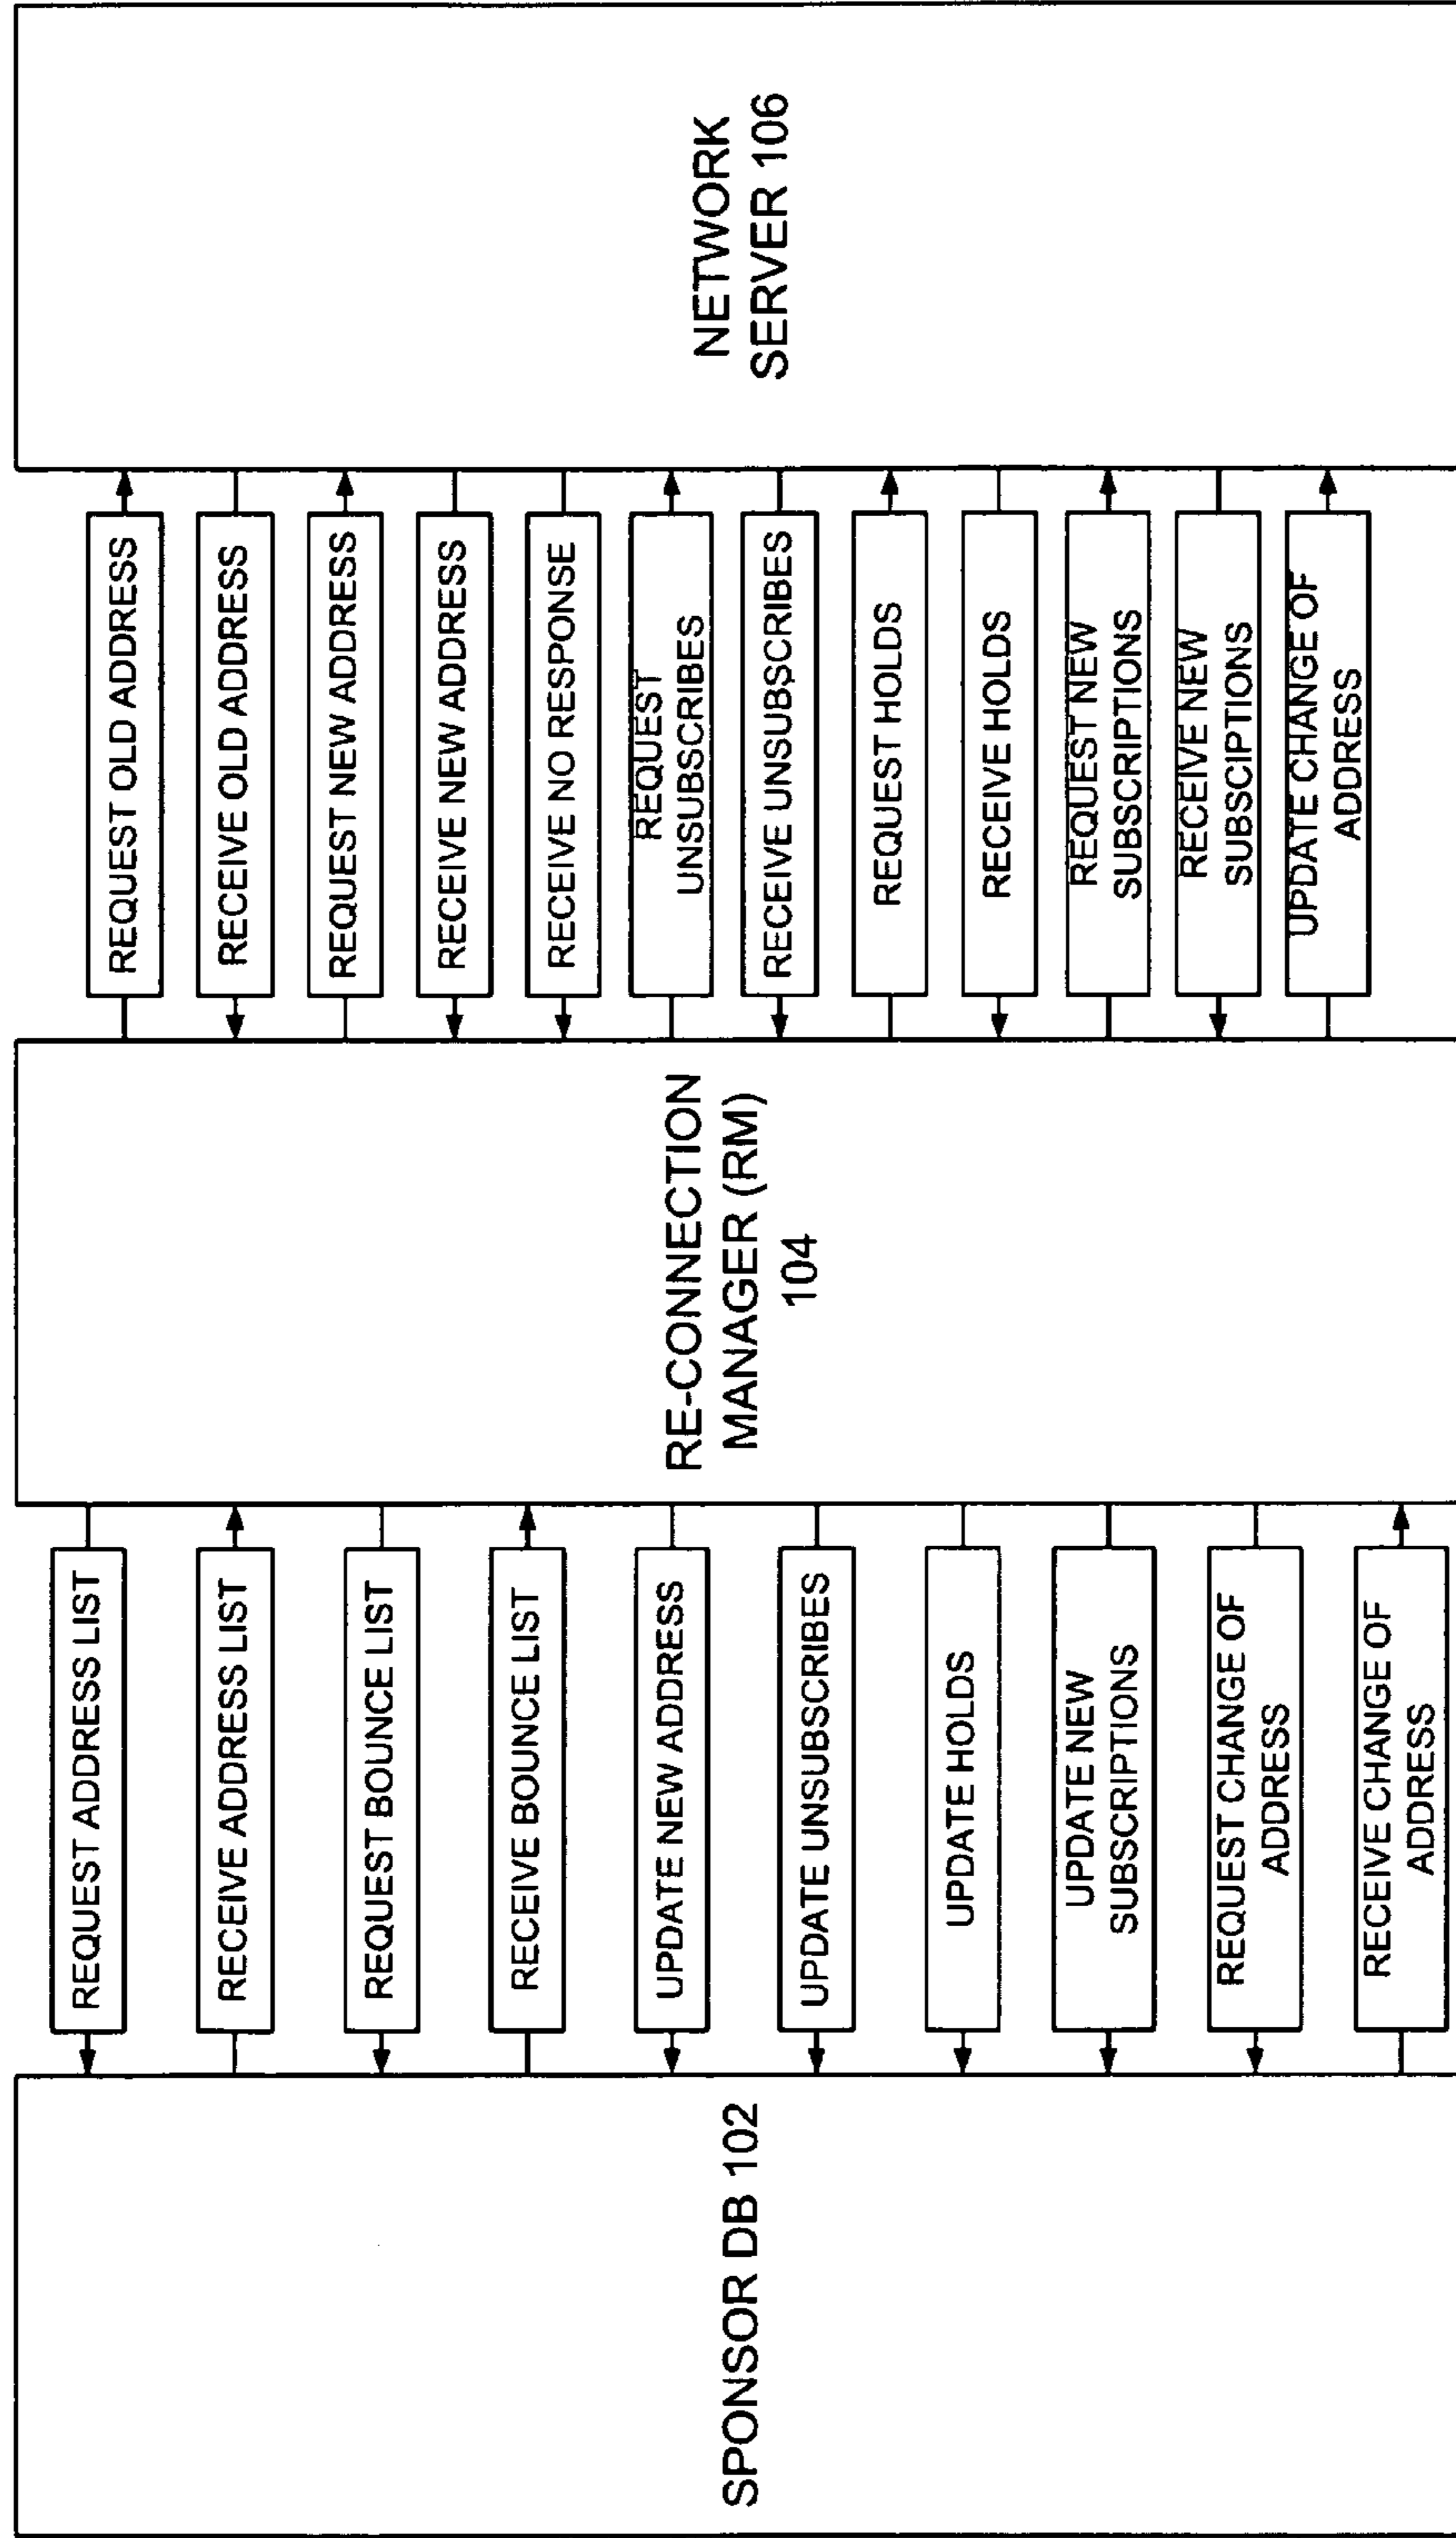 SPONSOR DB 102
REQUEST ADDRESS LIST
RECEIVE ADDRESS LIST
REQUEST BOUNCE LIST
RECEIVE BOUNCE LIST
UPDATE NEW ADDRESS
UPDATE UNSUBSCRIBES
UPDATE HOLDS
UPDATE NEW
SUBSCRIPTIONS
REQUEST CHANGE OF
ADDRESS
RECEIVE CHANGE OF
ADDRESS
RE-CONNECTION
MANAGER (RM)
104
REQUEST OLD ADDRESS
RECEIVE OLD ADDRESS
REQUEST NEW ADDRESS
RECEIVE NEW ADDRESS
RECEIVE NO RESPONSE
REQUEST
UNSUBSCRIBES
RECEIVE UNSUBSCRIBES
REQUEST HOLDS
RECEIVE HOLDS
REQUEST NEW
SUBSCRIPTIONS
RECEIVE NEW
SUBSCIPTIONS
UPDATE CHANGE OF
ADDRESS
NETWORK
SERVER 106